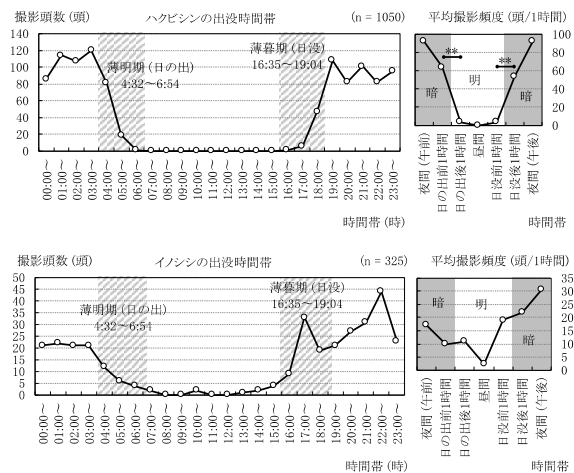 撮影頭数(頭) ハクビシンの出没時間帯 (n = 1050)
140
120
100
80
60
40
20
0
薄明期(日の出)
4:32～6:54
薄暮期(日没)
16:35～19:04
00:00～ 01:00～ 02:00～ 03:00～ 04:00～ 05:00～ 06:00～ 07:00～ 08:00～ 09:00～ 10:00～ 11:00～ 12:00～ 13:00～ 14:00～ 15:00～ 16:00～ 17:00～ 18:00～ 19:00～ 20:00～ 21:00～ 22:00～ 23:00～
時間帯(時)
平均撮影頻度(頭/1時間)
100
80
60
40
20
0
** **
暗 明 暗
夜間(午前) 日の出前1時間 日の出後1時間 昼間 日没前1時間 日没後1時間 夜間(午後)
時間帯
撮影頭数(頭) イノシシの出没時間帯 (n = 325)
50
45
40
35
30
25
20
15
10
5
0
薄明期(日の出)
4:32～6:54
薄暮期(日没)
16:35～19:04
00:00～ 01:00～ 02:00～ 03:00～ 04:00～ 05:00～ 06:00～ 07:00～ 08:00～ 09:00～ 10:00～ 11:00～ 12:00～ 13:00～ 14:00～ 15:00～ 16:00～ 17:00～ 18:00～ 19:00～ 20:00～ 21:00～ 22:00～ 23:00～
時間帯(時)
平均撮影頻度(頭/1時間)
35
30
25
20
15
10
5
0
暗 明 暗
夜間(午前) 日の出前1時間 日の出後1時間 昼間 日没前1時間 日没後1時間 夜間(午後)
時間帯